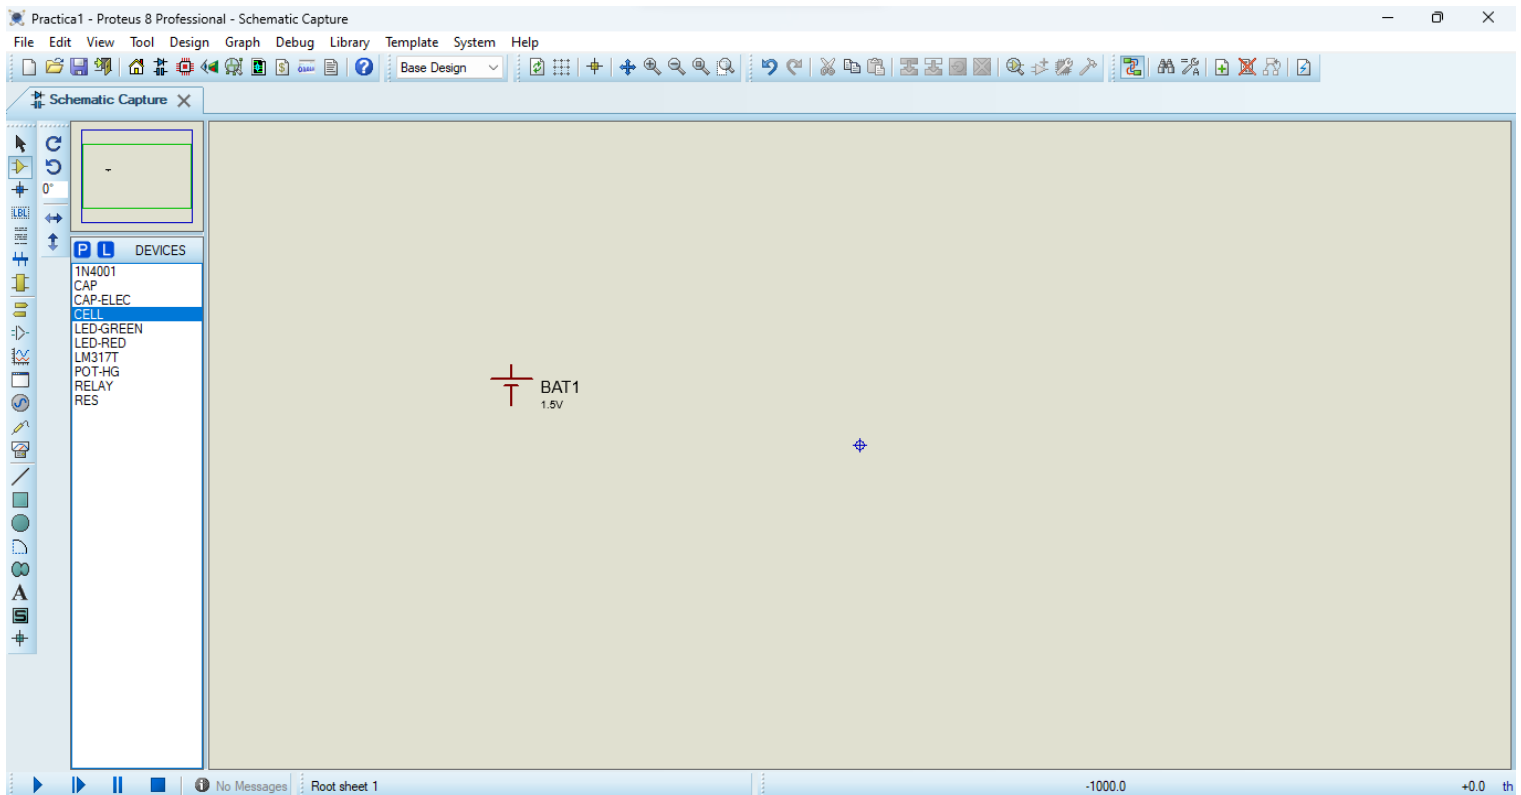 Practica1 - Proteus 8 Professional - Schematic Capture
File Edit View Tool Design Graph Debug Library Template System Help
Base Design
Schematic Capture
0°
LBL
P L DEVICES
1N4001
CAP
CAP-ELEC
CELL
LED-GREEN
LED-RED
LM317T
POT-HG
RELAY
RES
BAT1
1.5V
A
S
No Messages Root sheet 1 -1000.0 +0.0 th